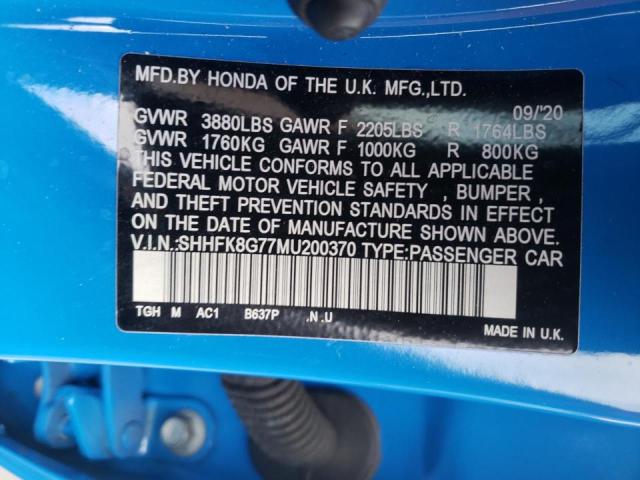 MFD.BY HONDA OF THE U.K. MFG.,LTD.
09/'20
GVWR 3880LBS GAWR F 2205LBS R 1764LBS
GVWR 1760KG GAWR F 1000KG R 800KG
THIS VEHICLE CONFORMS TO ALL APPLICABLE
FEDERAL MOTOR VEHICLE SAFETY , BUMPER ,
AND THEFT PREVENTION STANDARDS IN EFFECT
ON THE DATE OF MANUFACTURE SHOWN ABOVE.
V.I.N.:SHHFK8G77MU200370 TYPE:PASSENGER CAR
TGH M AC1 B637P .N .U
MADE IN U.K.